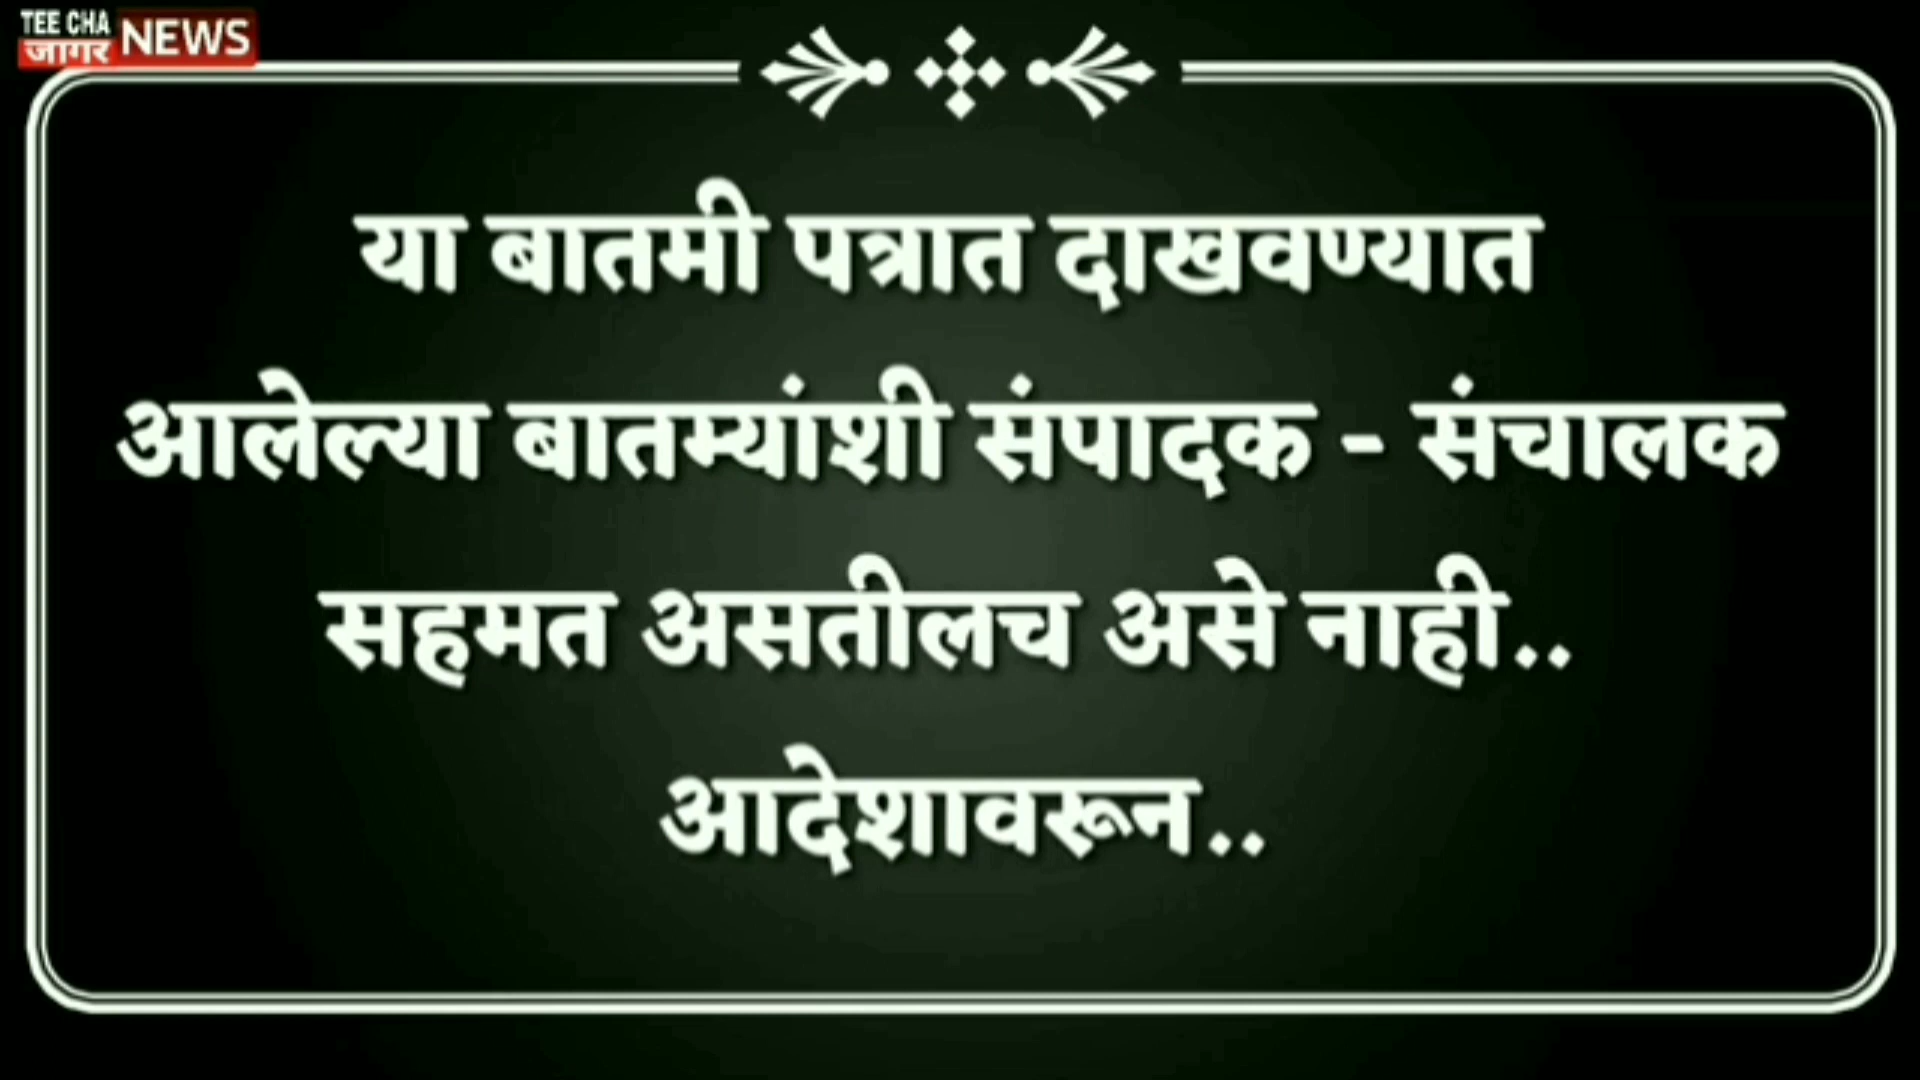 TEE CHA
जागर NEWS
या बातमी पत्रात दाखवण्यात
आलेल्या बातम्यांशी संपादक - संचालक
सहमत असतीलच असे नाही..
आदेशावरून..